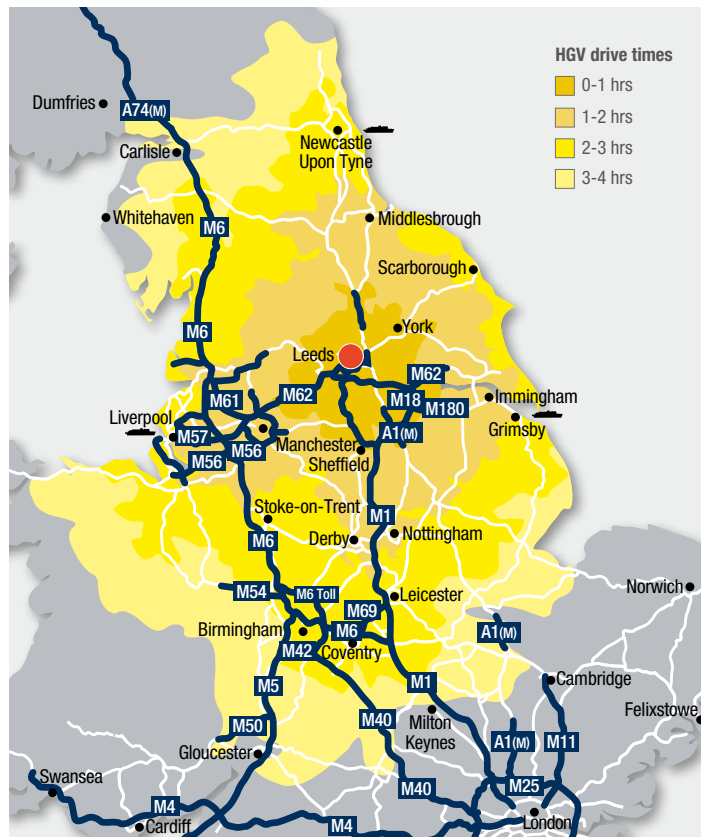 HGV drive times
0-1 hrs
1-2 hrs
2-3 hrs
3-4 hrs
Dumfries
A74(M)
Newcastle
Upon Tyne
Carlisle
Whitehaven
M6
Middlesbrough
Scarborough
York
M6
Leeds
M62
M61
M62
M18
Immingham
M180
Liverpool
Grimsby
M57
A1(M)
M56
Manchester
M56
Sheffield
Stoke-on-Trent
M1
M6
Derby
Nottingham
M54
M6 Toll
Leicester
Norwich
M69
Birmingham
M6
A1(M)
M42
Coventry
M5
M1
Cambridge
M40
Milton
Keynes
Felixstowe
M50
A1(M)
M11
Gloucester
Swansea
M40
M25
M4
London
Cardiff
M4